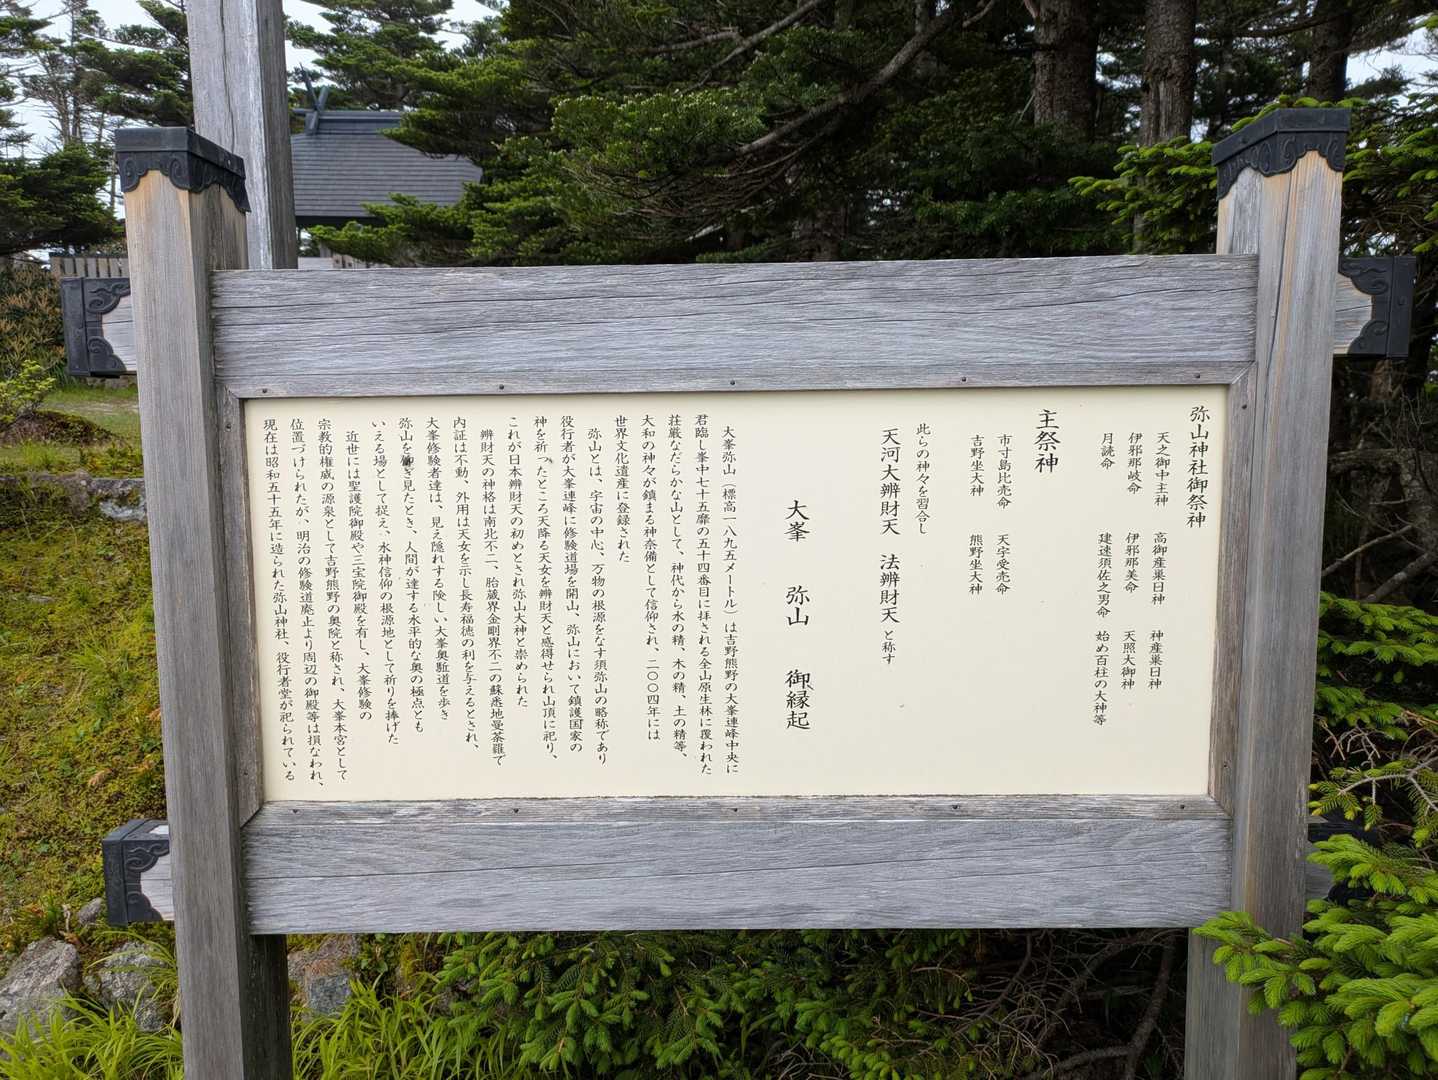 弥山神社御祭神
天之御中主神 高御産巣日神 神産巣日神
伊邪那岐命 伊邪那美命 天照大御神
月読命 建速須佐之男命 始め百柱の大神等
主祭神
市寸島比売命 天宇受売命
吉野坐大神 熊野坐大神
此らの神々を習合し
天河大辨財天 法辨財天と称す
大峯 弥山 御縁起
大峯弥山（標高一八九五メートル）は吉野熊野の大峯連峰中央に
君臨し峯中七十五靡の五十四番目に拝される全山原生林に覆われた
荘厳なだらかな山として、神代から水の精、木の精、土の精等、
大和の神々が鎮まる神奈備として信仰され、二〇〇四年には
世界文化遺産に登録された
弥山とは、宇宙の中心、万物の根源をなす須弥山の略称であり
役行者が大峯連峰に修験道場を開山、弥山において鎮護国家の
神を祈ったところ天降る天女を辨財天と感得せられ山頂に祀り、
これが日本辨財天の初めとされ弥山大神と崇められた
辨財天の神格は南北不二、胎蔵界金剛界不二の蘇悉地曼荼羅で
内証は不動、外用は天女を示し長寿福徳の利を与えるとされ、
大峯修験者達は、見え隠れする険しい大峯奥駈道を歩き
弥山を仰ぎ見たとき、人間が達する水平的な奥の極点とも
いえる場として捉え、水神信仰の根源地として祈りを捧げた
近世には聖護院御殿や三宝院御殿を有し、大峯修験の
宗教的権威の源泉として吉野熊野の奥院と称され、大峯本宮として
位置づけられたが、明治の修験道廃止より周辺の御殿等は損なわれ、
現在は昭和五十五年に造られた弥山神社、役行者堂が祀られている